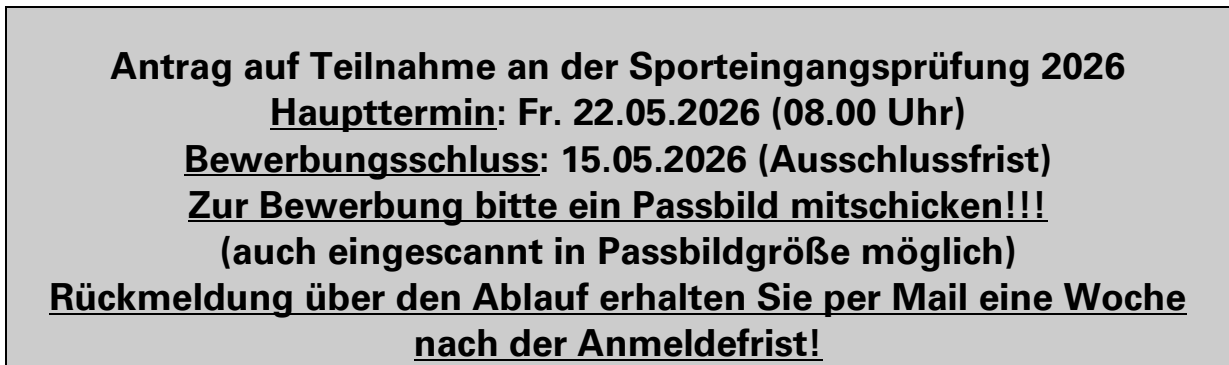 Antrag auf Teilnahme an der Sporteingangsprüfung 2026
Haupttermin: Fr. 22.05.2026 (08.00 Uhr)
Bewerbungsschluss: 15.05.2026 (Ausschlussfrist)
Zur Bewerbung bitte ein Passbild mitschicken!!!
(auch eingescannt in Passbildgröße möglich)
Rückmeldung über den Ablauf erhalten Sie per Mail eine Woche
nach der Anmeldefrist!